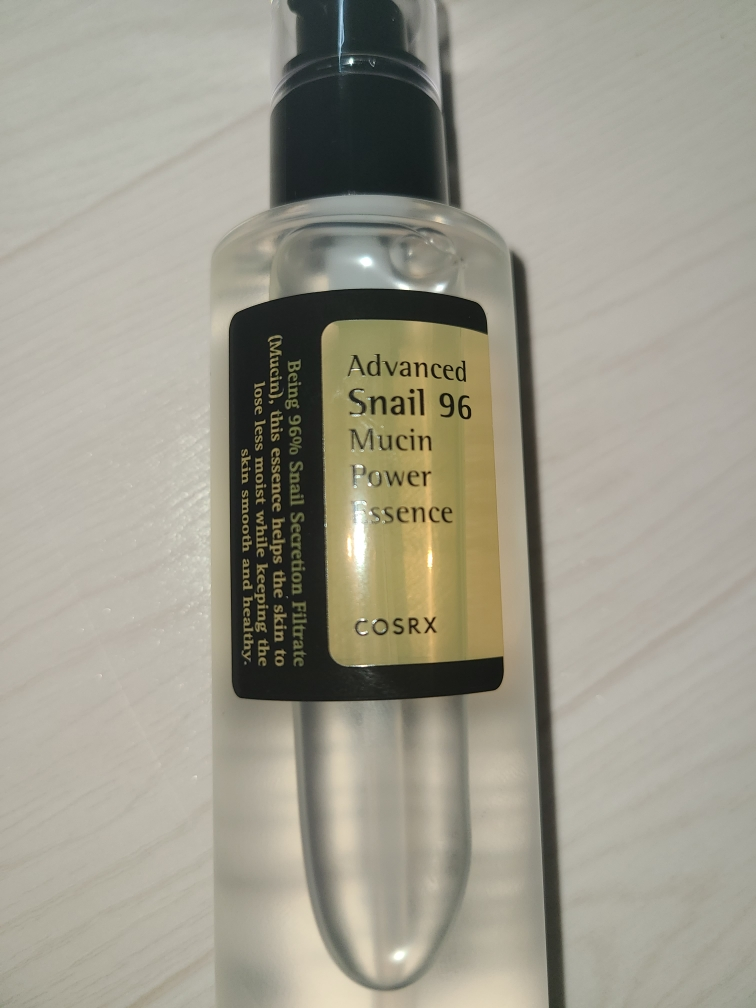 Advanced
Snail 96
Mucin
Power
Essence
COSRX
Being 96% Snail Secretion Filtrate
(Mucin), this essence helps the skin to
lose less moist while keeping the
skin smooth and healthy.